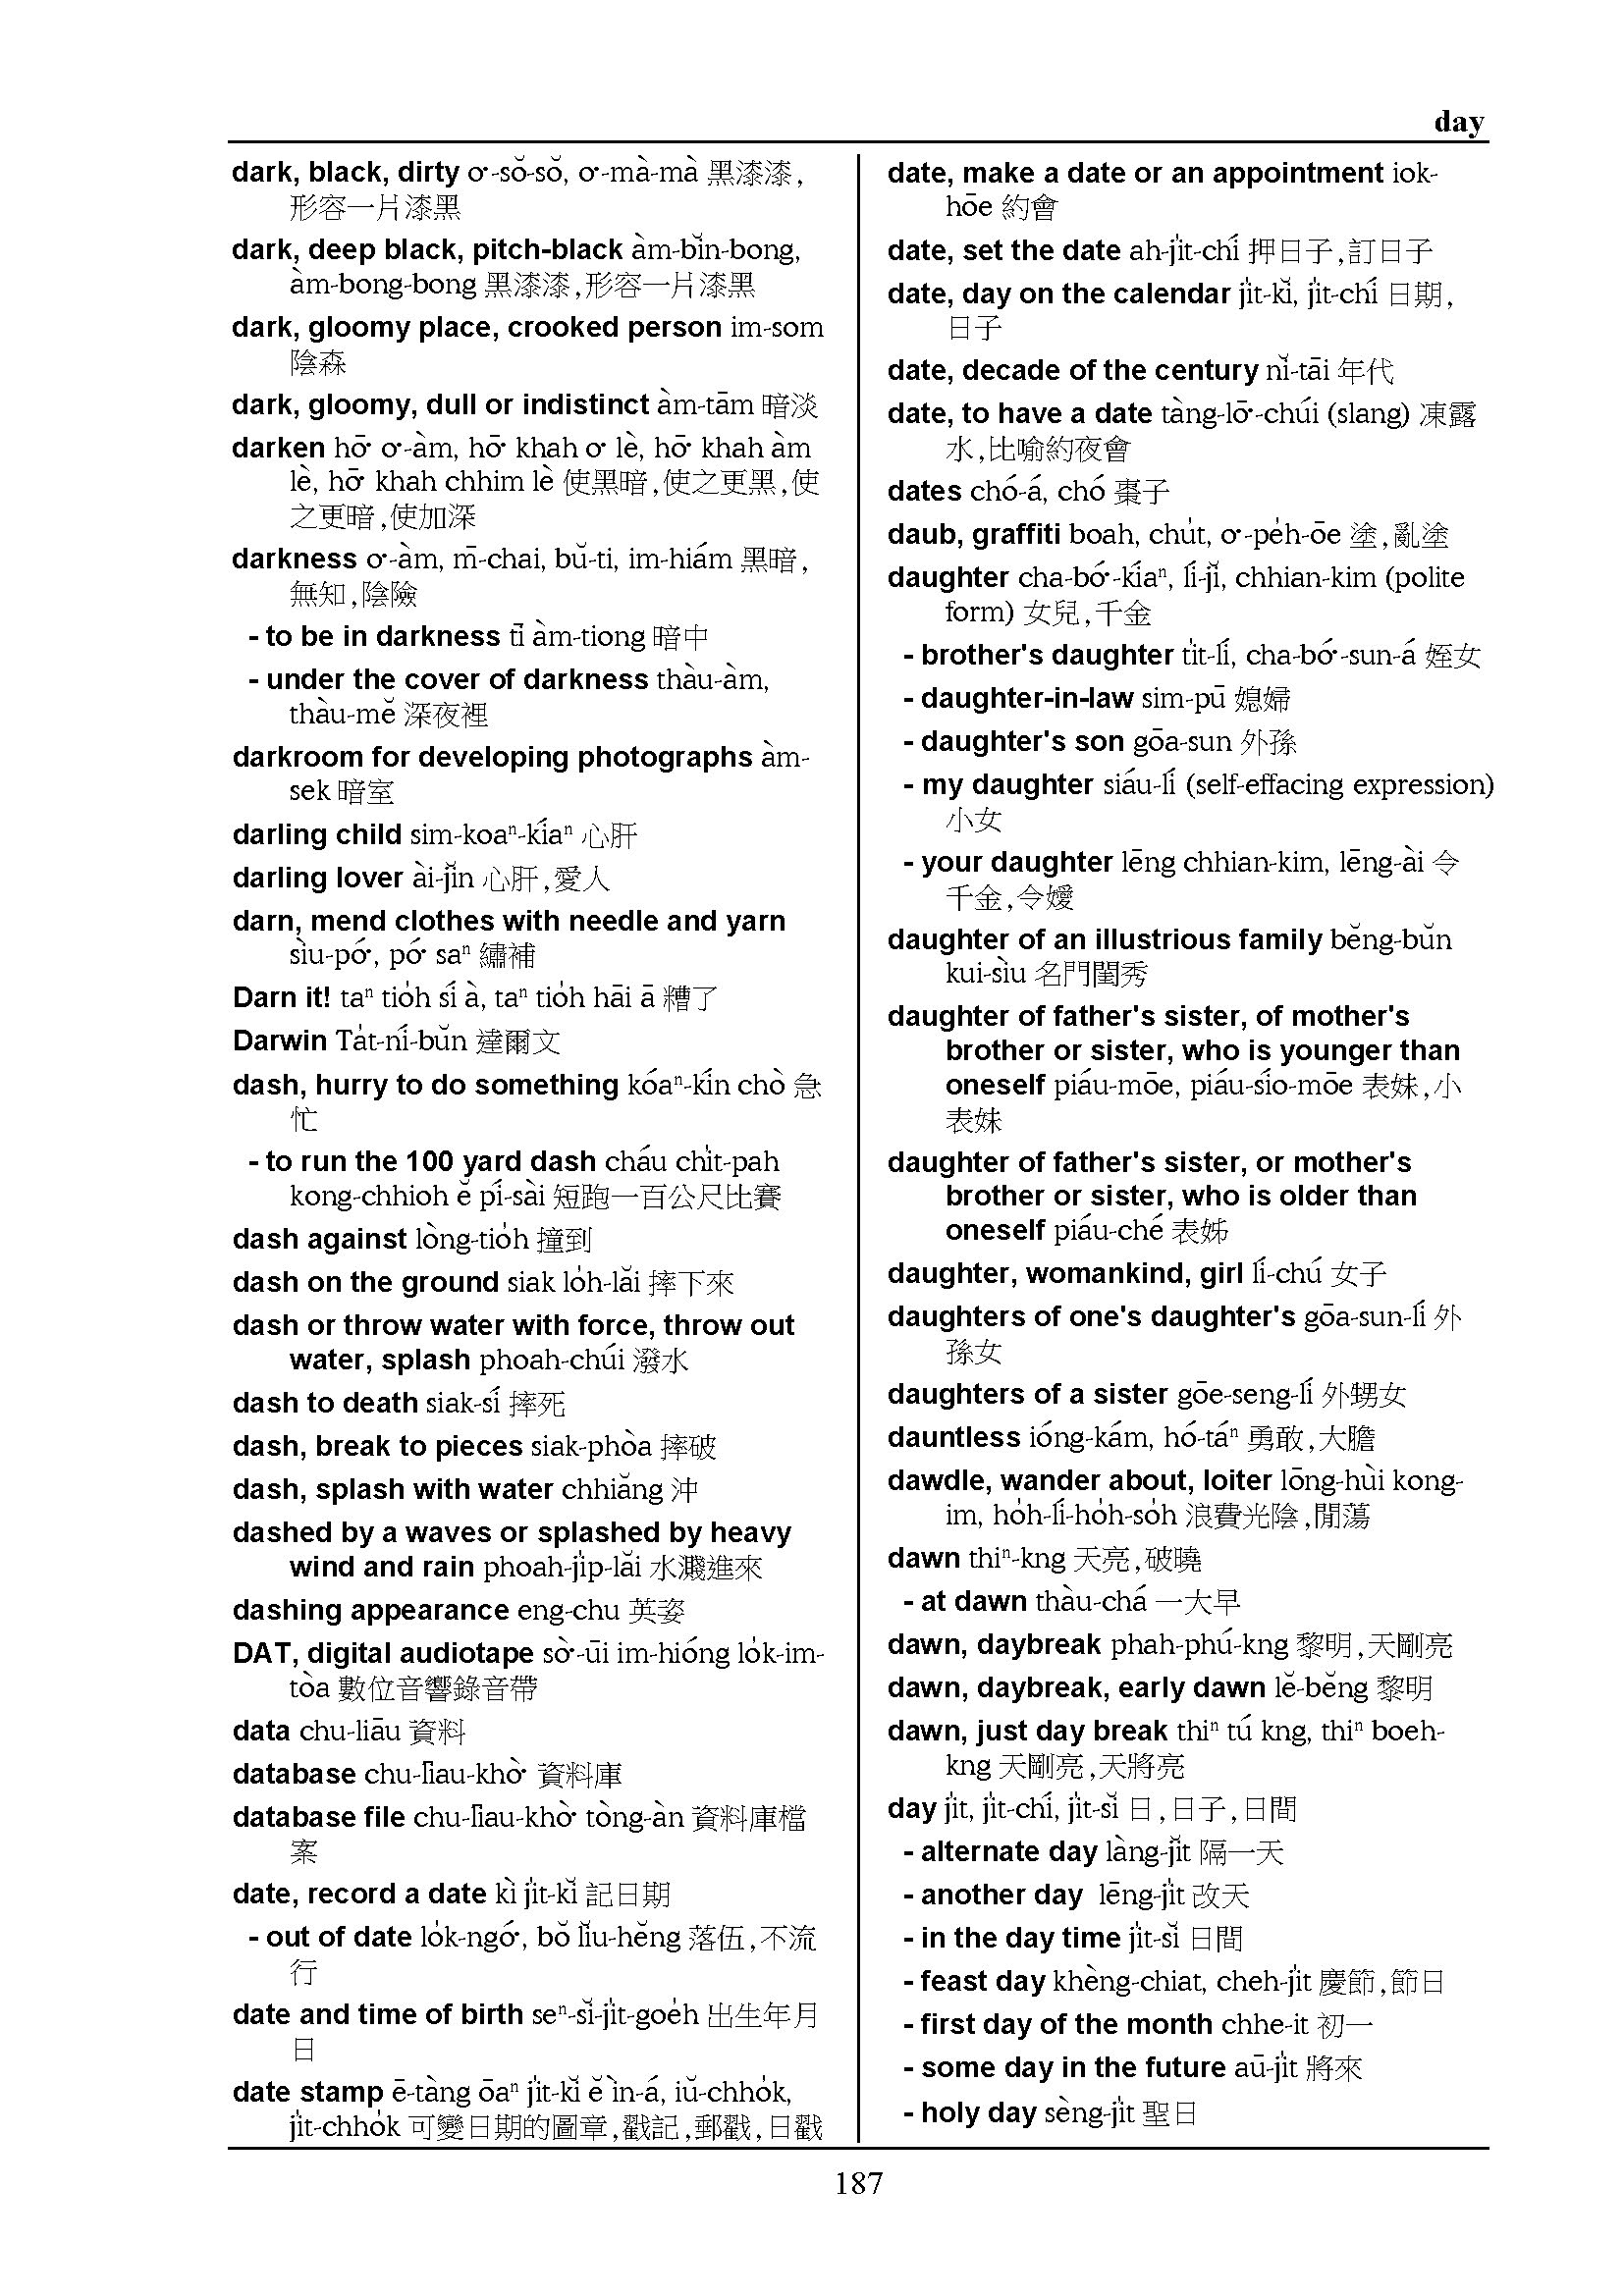 day
dark, black, dirty o͘-sŏ-sŏ, o͘-mà-mà 黑漆漆,
形容一片漆黑
dark, deep black, pitch-black àm-bĭn-bong,
àm-bong-bong 黑漆漆,形容一片漆黑
dark, gloomy place, crooked person im-som
陰森
dark, gloomy, dull or indistinct àm-tām 暗淡
darken hō͘ o͘-àm, hō͘ khah o͘ lè, hō͘ khah àm
lè, hō͘ khah chhim lè 使黑暗,使之更黑,使
之更暗,使加深
darkness o͘-àm, m̄-chai, bŭ-ti, im-hiám 黑暗,
無知,陰險
- to be in darkness tī àm-tiong 暗中
- under the cover of darkness thàu-àm,
thàu-mĕ 深夜裡
darkroom for developing photographs àm-
sek 暗室
darling child sim-koaⁿ-kíaⁿ 心肝
darling lover ài-jĭn 心肝,愛人
darn, mend clothes with needle and yarn
sìu-pó͘, pó͘ saⁿ 繡補
Darn it! taⁿ tio̍h sí à, taⁿ tio̍h hāi ā 糟了
Darwin Ta̍t-ní-bŭn 達爾文
dash, hurry to do something kóaⁿ-kín chò 急
忙
- to run the 100 yard dash cháu chi̍t-pah
kong-chhioh ĕ pí-sài 短跑一百公尺比賽
dash against lòng-tio̍h 撞到
dash on the ground siak lo̍h-lăi 摔下來
dash or throw water with force, throw out
water, splash phoah-chúi 潑水
dash to death siak-sí 摔死
dash, break to pieces siak-phòa 摔破
dash, splash with water chhiăng 沖
dashed by a waves or splashed by heavy
wind and rain phoah-ji̍p-lăi 水濺進來
dashing appearance eng-chu 英姿
DAT, digital audiotape sò͘-ūi im-hióng lo̍k-im-
tòa 數位音響錄音帶
data chu-liāu 資料
database chu-līau-khò͘ 資料庫
database file chu-līau-khò͘ tòng-àn 資料庫檔
案
date, record a date kì ji̍t-kĭ 記日期
- out of date lo̍k-ngó͘, bŏ lĭu-hĕng 落伍,不流
行
date and time of birth seⁿ-sĭ-ji̍t-goe̍h 出生年月
日
date stamp ē-tàng ōaⁿ ji̍t-kĭ ĕ ìn-á, iŭ-chho̍k,
ji̍t-chho̍k 可變日期的圖章,戳記,郵戳,日戳
date, make a date or an appointment iok-
hōe 約會
date, set the date ah-ji̍t-chí 押日子,訂日子
date, day on the calendar ji̍t-kĭ, ji̍t-chí 日期,
日子
date, decade of the century nĭ-tāi 年代
date, to have a date tàng-lō͘-chúi (slang) 凍露
水,比喻約夜會
dates chó-á, chó 棗子
daub, graffiti boah, chu̍t, o͘-pe̍h-ōe 塗,亂塗
daughter cha-bó͘-kíaⁿ, lí-jĭ, chhian-kim (polite
form) 女兒,千金
- brother's daughter ti̍t-lí, cha-bó͘-sun-á 姪女
- daughter-in-law sim-pū 媳婦
- daughter's son gōa-sun 外孫
- my daughter siáu-lí (self-effacing expression)
小女
- your daughter lēng chhian-kim, lēng-ài 令
千金,令嬡
daughter of an illustrious family bĕng-bŭn
kui-sìu 名門閨秀
daughter of father's sister, of mother's
brother or sister, who is younger than
oneself piáu-mōe, piáu-sío-mōe 表妹,小
表妹
daughter of father's sister, or mother's
brother or sister, who is older than
oneself piáu-ché 表姊
daughter, womankind, girl lí-chú 女子
daughters of one's daughter's gōa-sun-lí 外
孫女
daughters of a sister gōe-seng-lí 外甥女
dauntless ióng-kám, hó-táⁿ 勇敢,大膽
dawdle, wander about, loiter lōng-hùi kong-
im, ho̍h-lí-ho̍h-so̍h 浪費光陰,閒蕩
dawn thiⁿ-kng 天亮,破曉
- at dawn thàu-chá 一大早
dawn, daybreak phah-phú-kng 黎明,天剛亮
dawn, daybreak, early dawn lĕ-bĕng 黎明
dawn, just day break thiⁿ tú kng, thiⁿ boeh-
kng 天剛亮,天將亮
day ji̍t, ji̍t-chí, ji̍t-sĭ 日,日子,日間
- alternate day làng-ji̍t 隔一天
- another day lēng-ji̍t 改天
- in the day time ji̍t-sĭ 日間
- feast day khèng-chiat, cheh-ji̍t 慶節,節日
- first day of the month chhe-it 初一
- some day in the future aū-ji̍t 將來
- holy day sèng-ji̍t 聖日
187